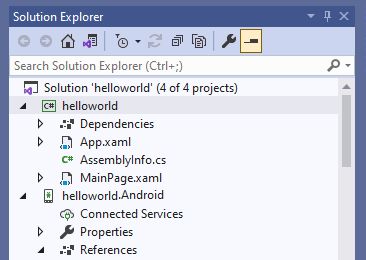 Solution Explorer
Search Solution Explorer (Ctrl+;)
Solution 'helloworld' (4 of 4 projects)
C# helloworld
Dependencies
App.xaml
C# AssemblyInfo.cs
MainPage.xaml
helloworld.Android
Connected Services
Properties
References